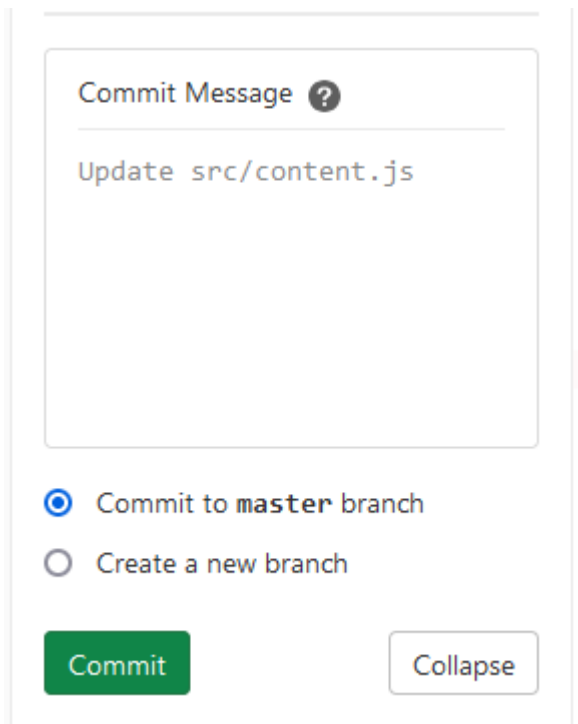 Commit Message ?
Update src/content.js
Commit to master branch
Create a new branch
Commit Collapse